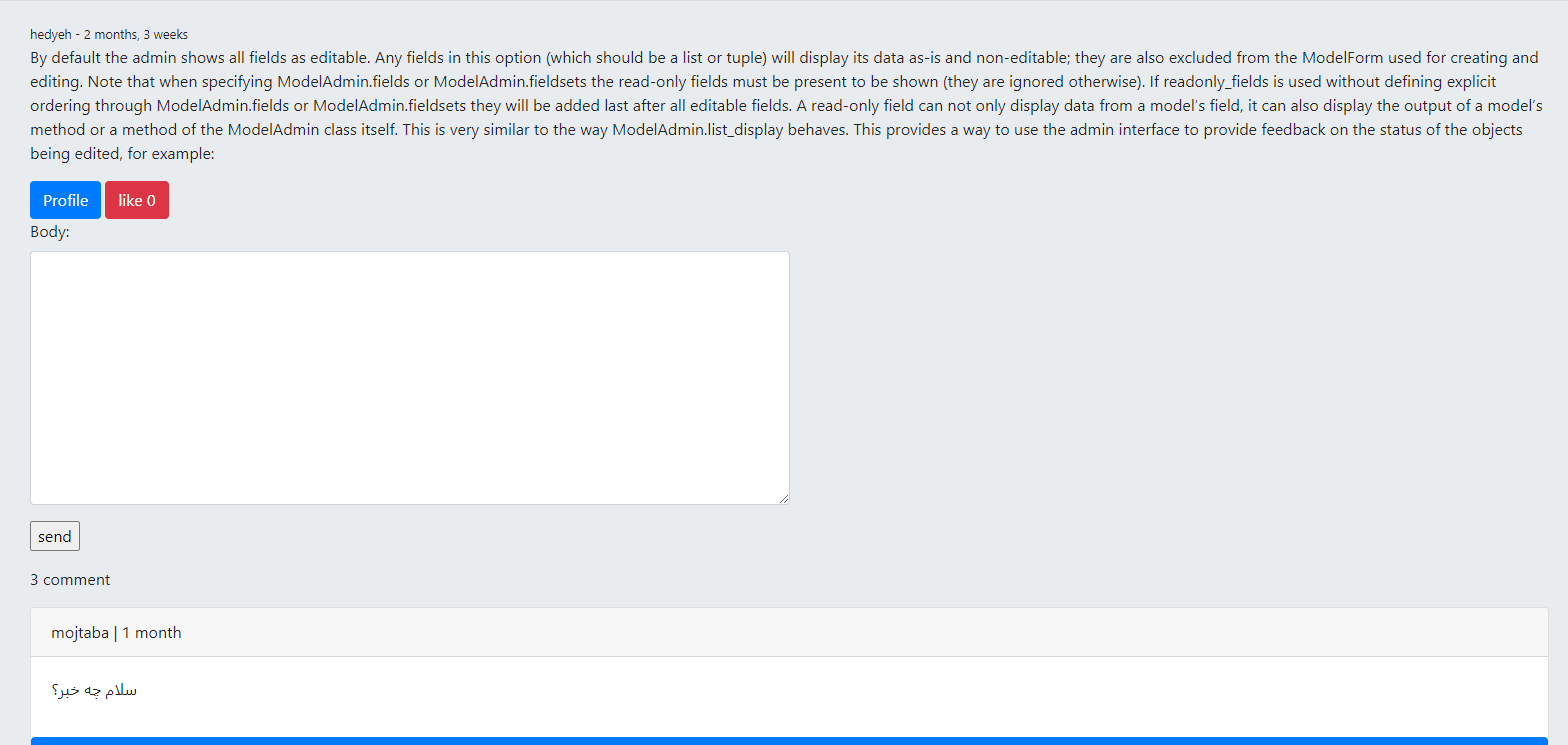 hedyeh - 2 months, 3 weeks
By default the admin shows all fields as editable. Any fields in this option (which should be a list or tuple) will display its data as-is and non-editable; they are also excluded from the ModelForm used for creating and
editing. Note that when specifying ModelAdmin.fields or ModelAdmin.fieldsets the read-only fields must be present to be shown (they are ignored otherwise). If readonly_fields is used without defining explicit
ordering through ModelAdmin.fields or ModelAdmin.fieldsets they will be added last after all editable fields. A read-only field can not only display data from a model’s field, it can also display the output of a model’s
method or a method of the ModelAdmin class itself. This is very similar to the way ModelAdmin.list_display behaves. This provides a way to use the admin interface to provide feedback on the status of the objects
being edited, for example:
Profile like 0
Body:
send
3 comment
mojtaba | 1 month
سلام چه خبر؟